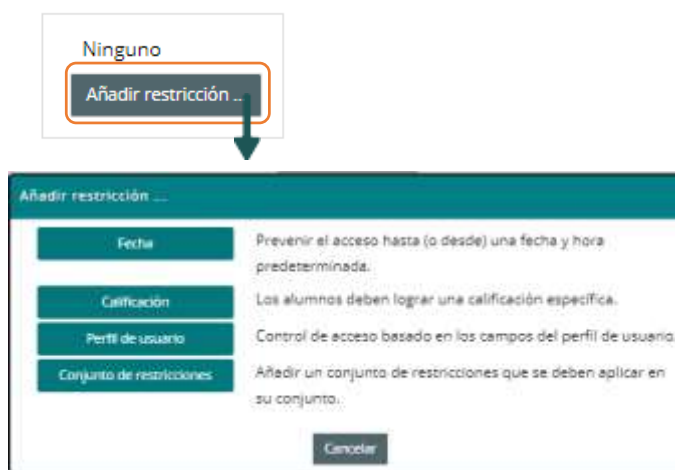 Ninguno
Añadir restricción ...
Añadir restricción ...
Fecha
Prevenir el acceso hasta (o desde) una fecha y hora
predeterminada.
Calificación
Los alumnos deben lograr una calificación específica.
Perfil de usuario
Control de acceso basado en los campos del perfil de usuario.
Conjunto de restricciones
Añadir un conjunto de restricciones que se deben aplicar en
su conjunto.
Cancelar